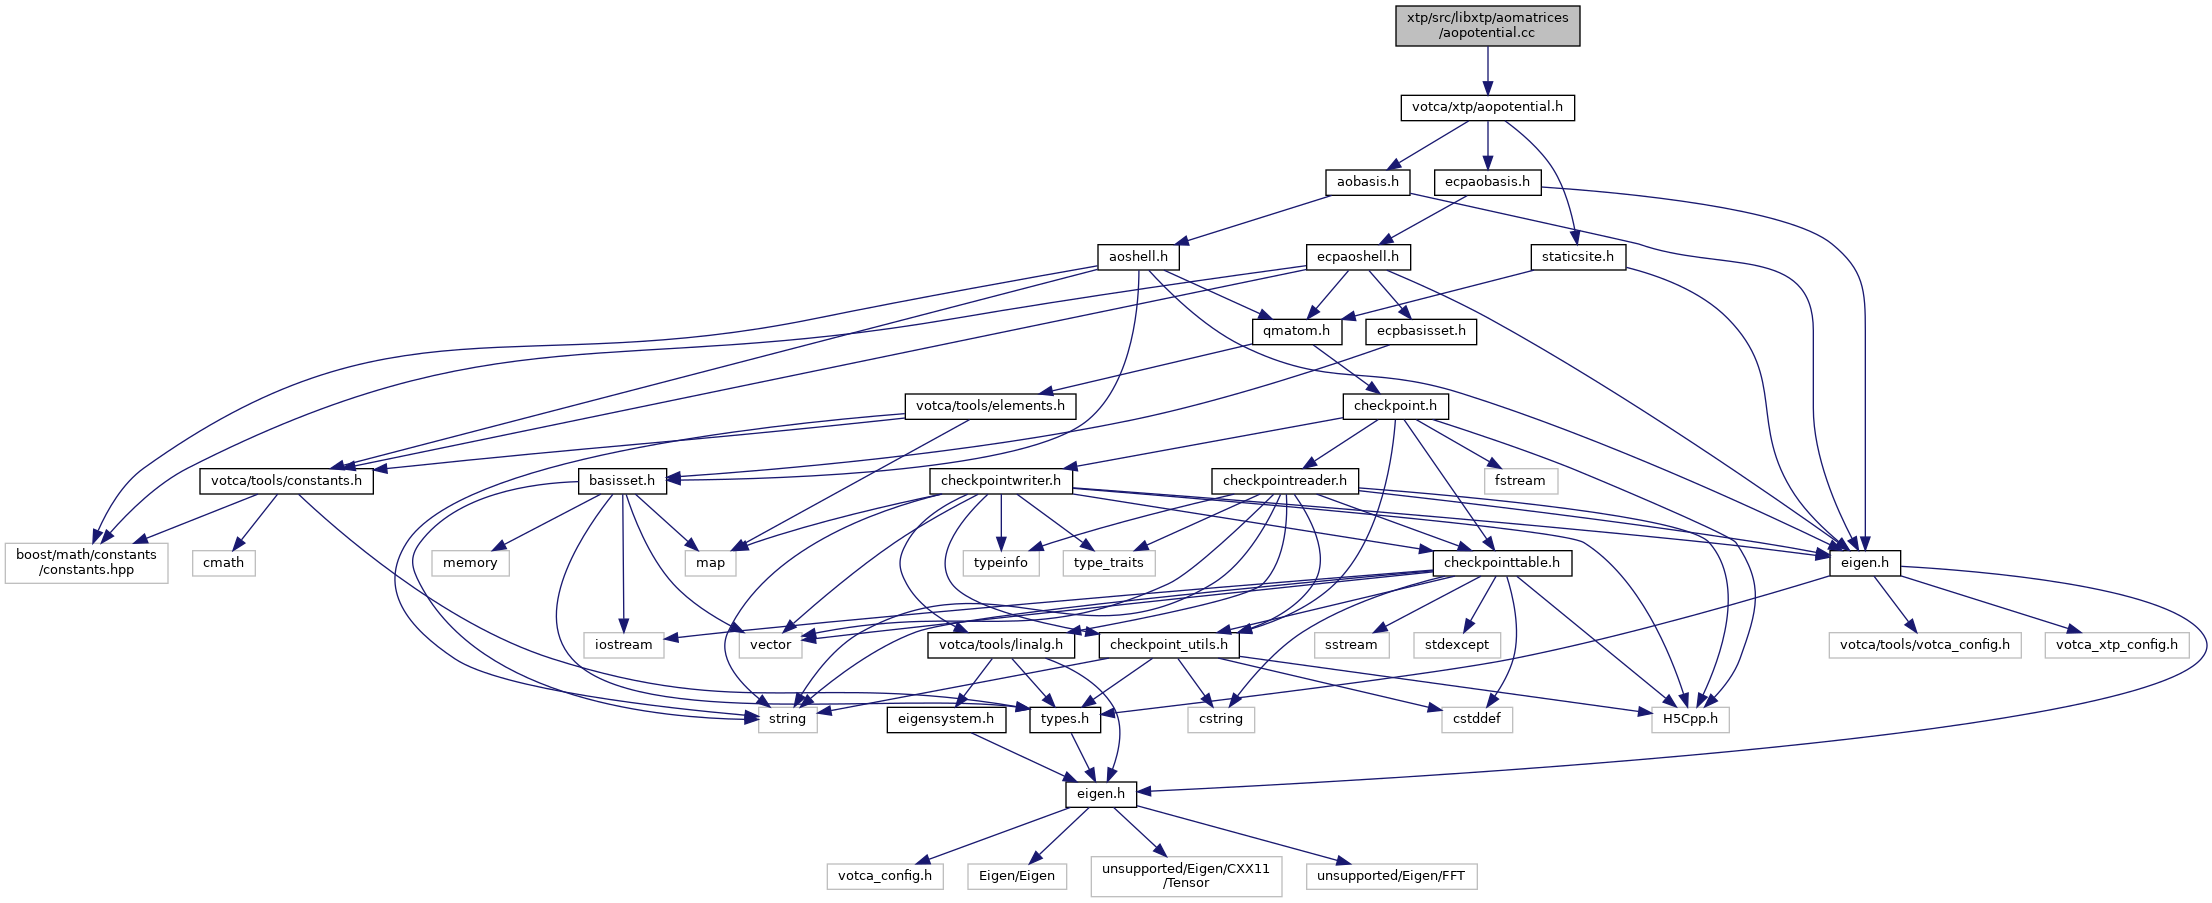 xtp/src/libxtp/aomatrices
/aopotential.cc
votca/xtp/aopotential.h
aobasis.h
ecpaobasis.h
aoshell.h
ecpaoshell.h
staticsite.h
qmatom.h
ecpbasisset.h
votca/tools/elements.h
checkpoint.h
votca/tools/constants.h
basisset.h
checkpointwriter.h
checkpointreader.h
fstream
boost/math/constants
/constants.hpp
cmath
memory
map
typeinfo
type_traits
checkpointtable.h
eigen.h
iostream
vector
votca/tools/linalg.h
checkpoint_utils.h
sstream
stdexcept
votca/tools/votca_config.h
votca_xtp_config.h
string
eigensystem.h
types.h
cstring
cstddef
H5Cpp.h
eigen.h
votca_config.h
Eigen/Eigen
unsupported/Eigen/CXX11
/Tensor
unsupported/Eigen/FFT